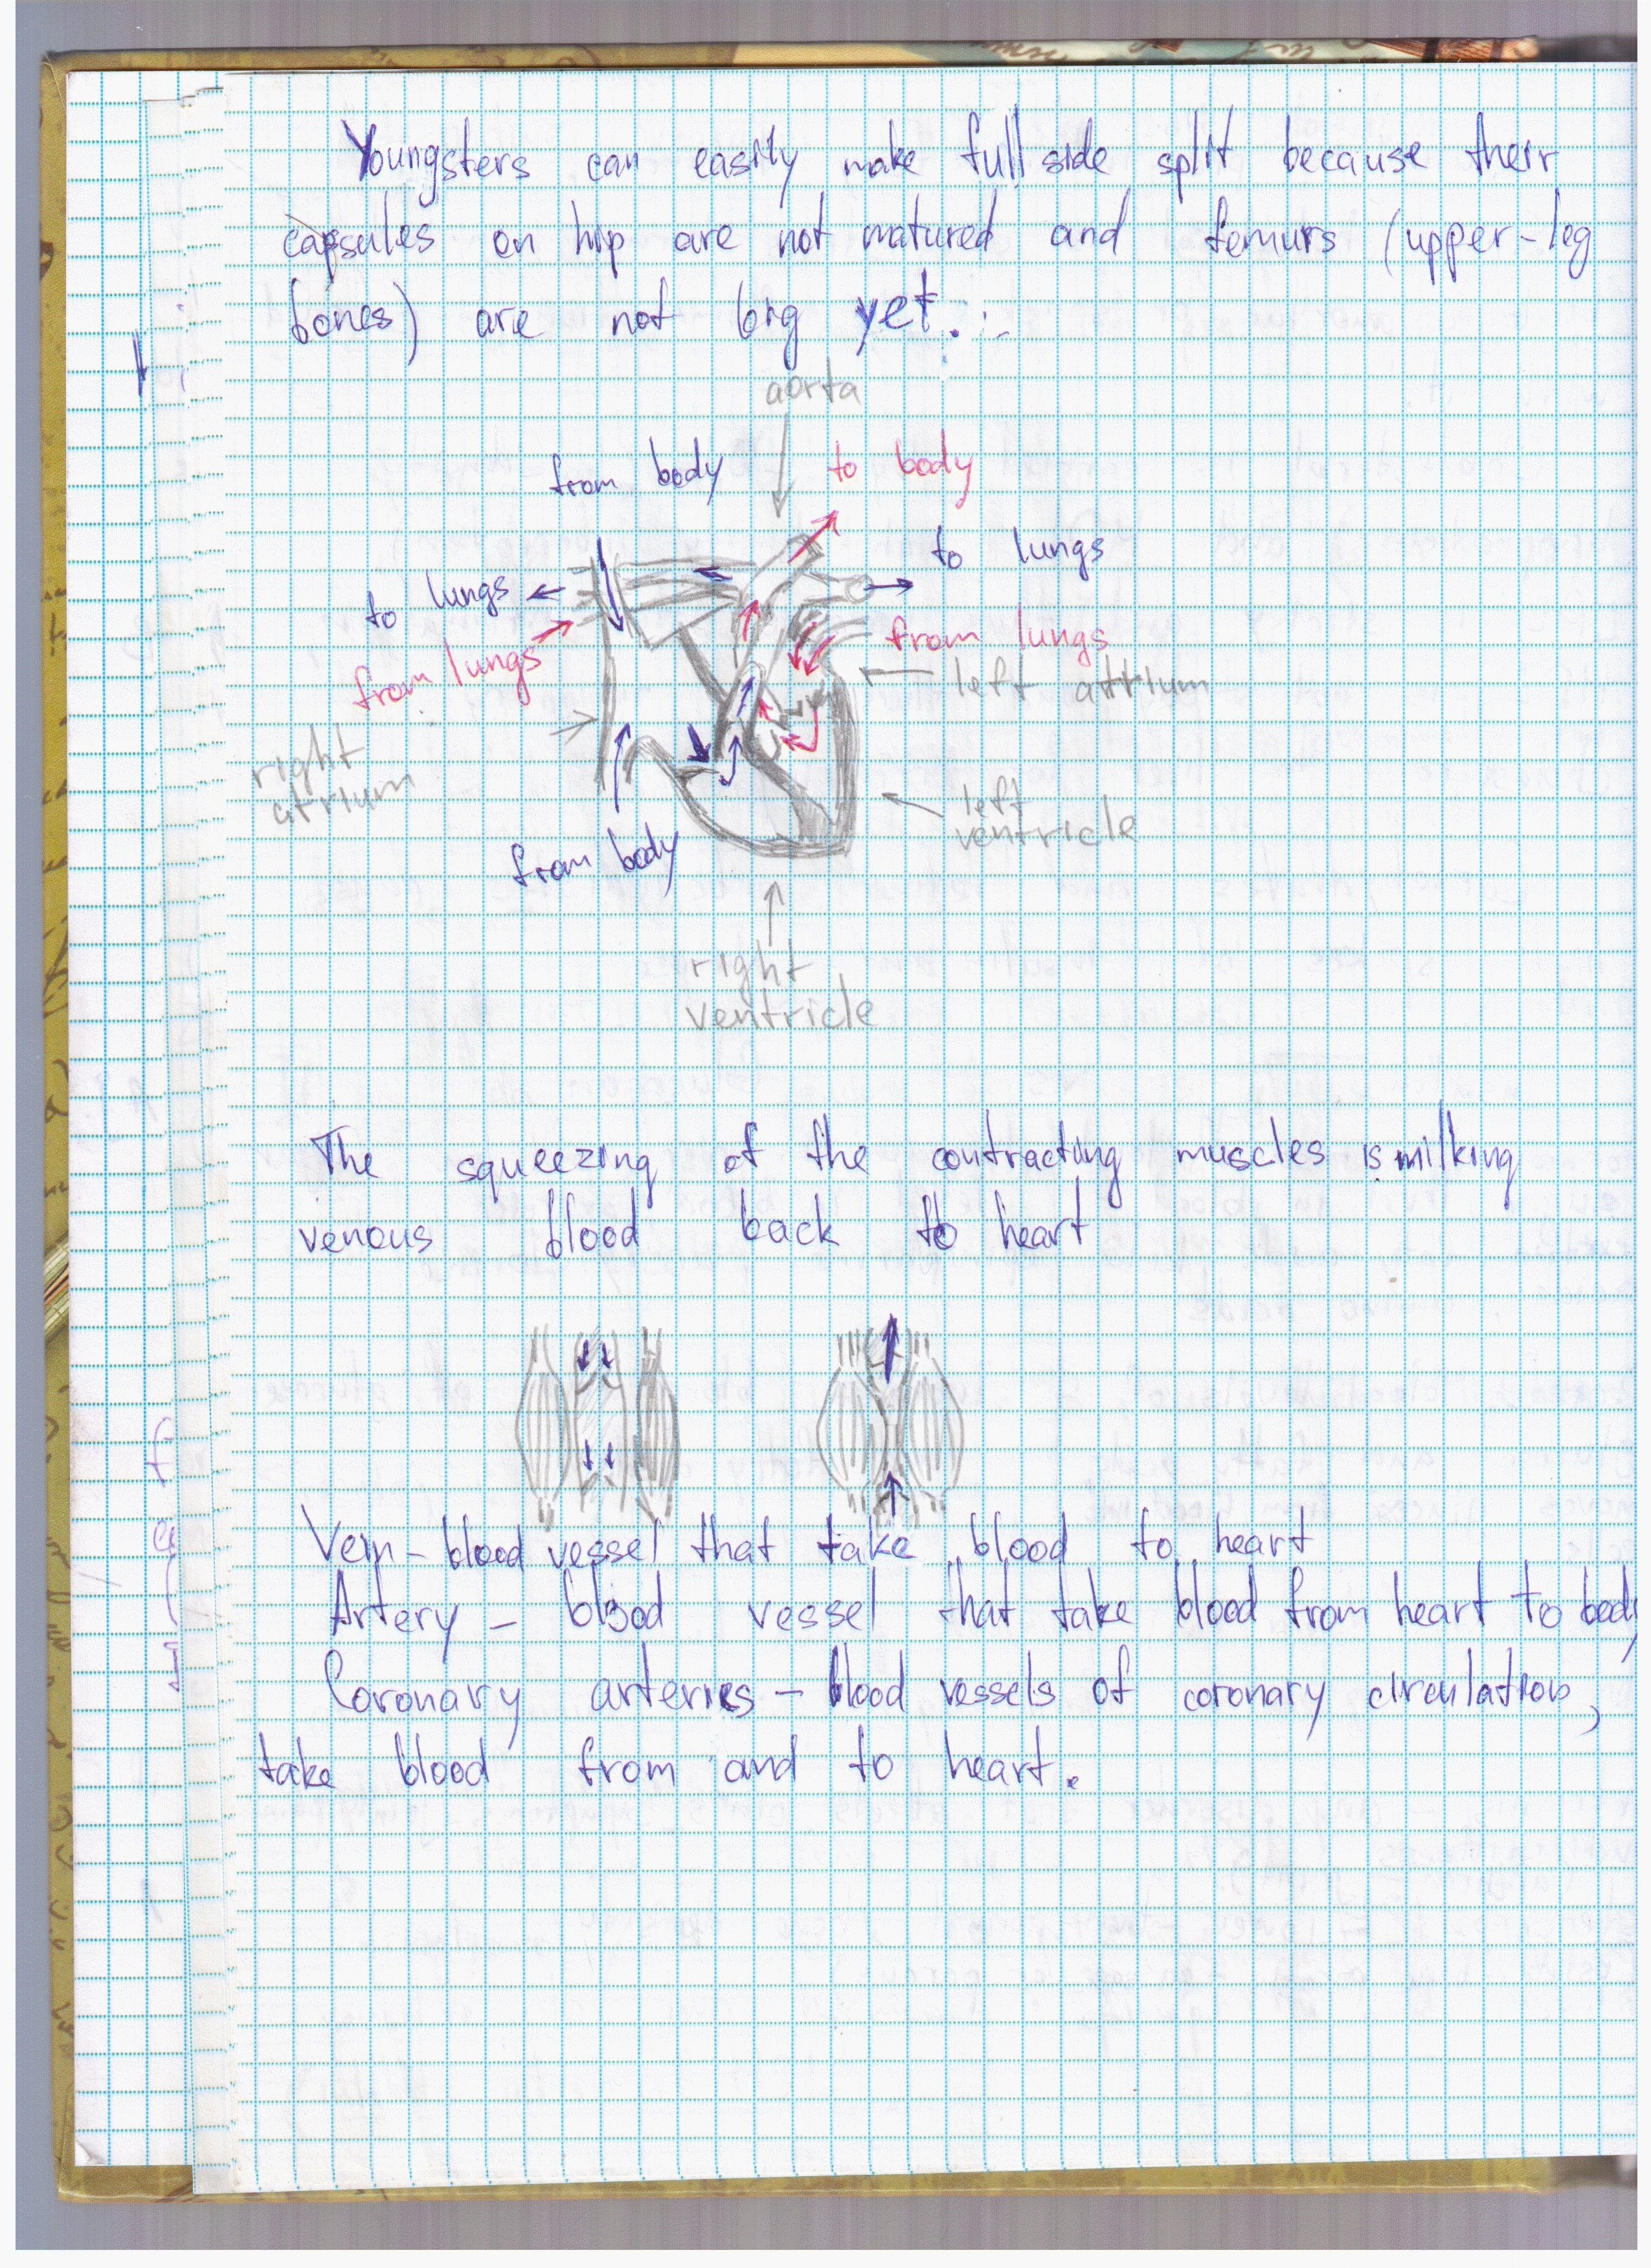 Youngsters can easily make full side split because their
capsules on hip are not matured and femurs (upper-leg
bones) are not big yet.
aorta
from body
to body
to lungs
to lungs
from lungs
from lungs
left atrium
right
atrium
left
ventricle
from body
right
ventricle
The squeezing of the contracting muscles is milking
venous blood back to heart
Vein - blood vessel that take blood to heart
Artery - blood vessel that take blood from heart to body
Coronary arteries - blood vessels of coronary circulation,
take blood from and to heart.